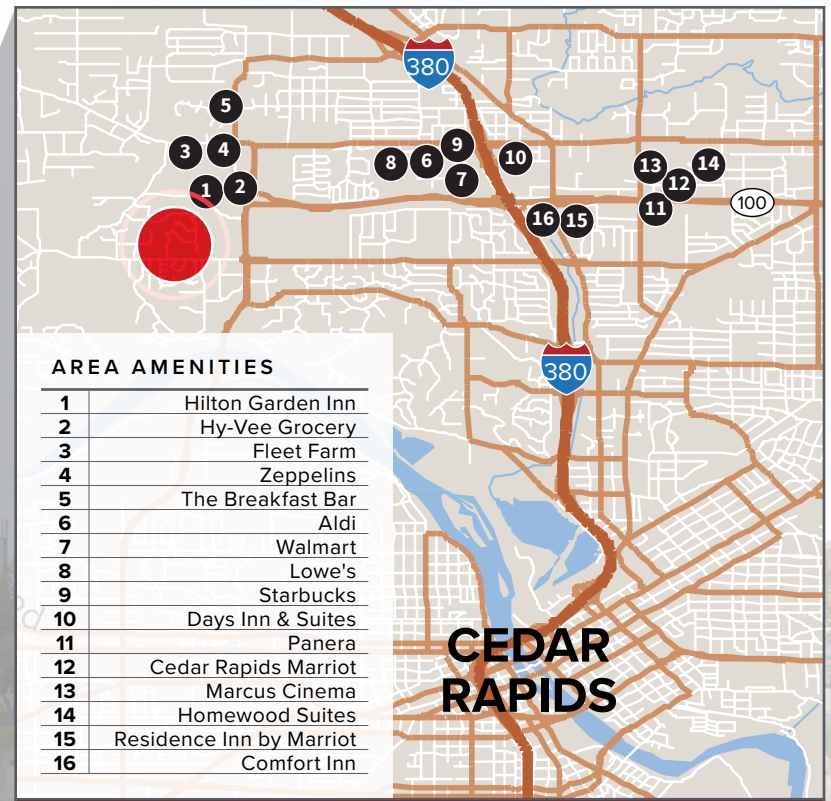 380
5
9
3
4
8
6
10
13
14
7
12
1
2
11
100
16
15
380
AREA AMENITIES
1 Hilton Garden Inn
2 Hy-Vee Grocery
3 Fleet Farm
4 Zeppelins
5 The Breakfast Bar
6 Aldi
7 Walmart
8 Lowe's
9 Starbucks
10 Days Inn & Suites
11 Panera
12 Cedar Rapids Marriot
13 Marcus Cinema
14 Homewood Suites
15 Residence Inn by Marriot
16 Comfort Inn
CEDAR
RAPIDS